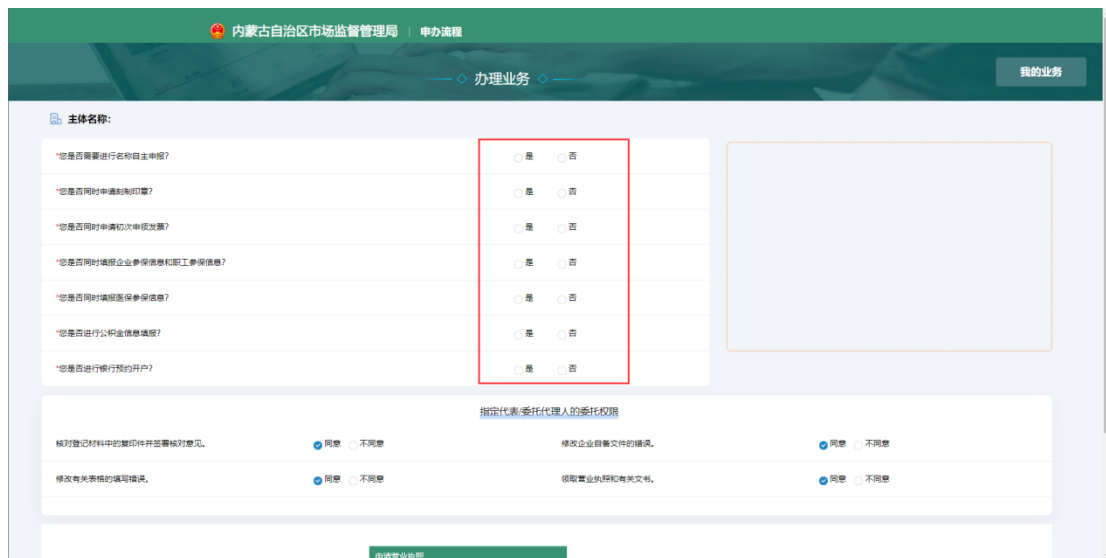 内蒙古自治区市场监督管理局 | 申办流程
办理业务
我的业务
主体名称:
*您是否需要进行名称自主申报? 是 否
*您是否同时申请刻制印章? 是 否
*您是否同时申请初次申领发票? 是 否
*您是否同时填报企业参保信息和职工参保信息? 是 否
*您是否同时填报医保参保信息? 是 否
*您是否进行公积金信息填报? 是 否
*您是否进行银行预约开户? 是 否
指定代表/委托代理人的委托权限
核对登记材料中的复印件并签署核对意见。 同意 不同意 修改企业自备文件的错误。 同意 不同意
修改有关表格的填写错误。 同意 不同意 领取营业执照和有关文书。 同意 不同意
申请营业执照